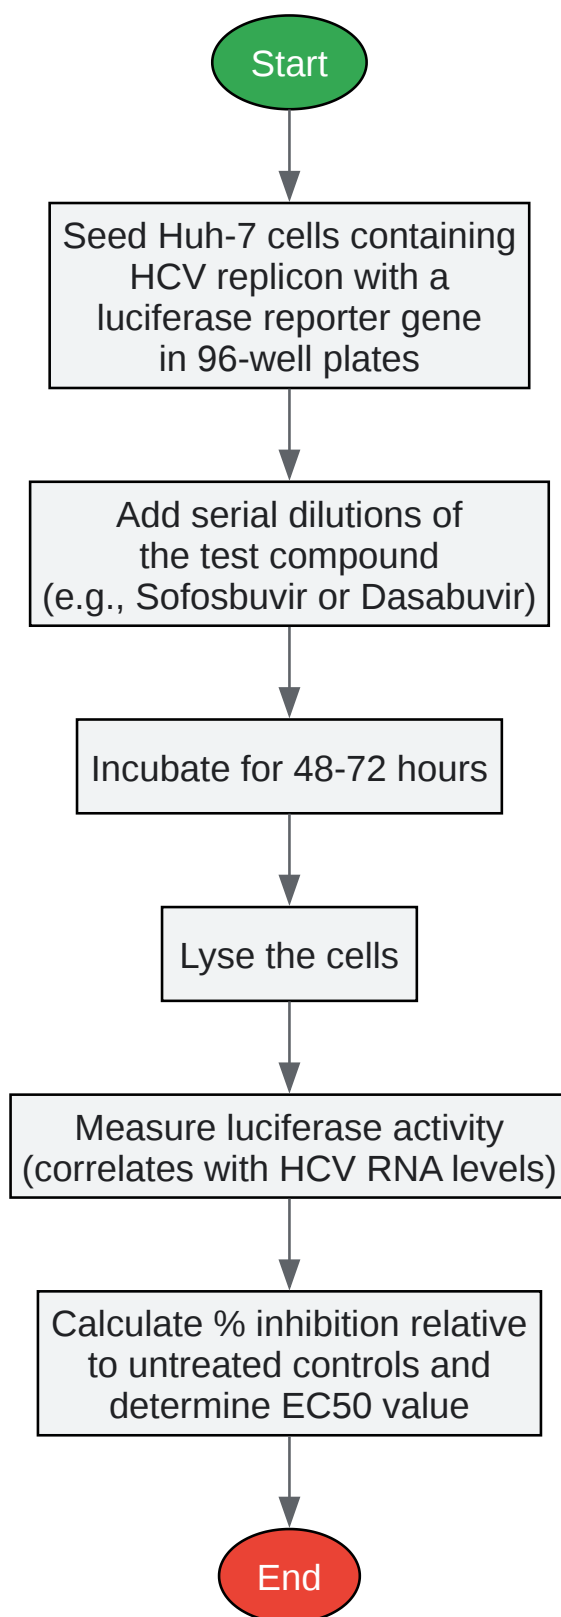 Start
Seed Huh-7 cells containing
HCV replicon with a
luciferase reporter gene
in 96-well plates
Add serial dilutions of
the test compound
(e.g., Sofosbuvir or Dasabuvir)
Incubate for 48-72 hours
Lyse the cells
Measure luciferase activity
(correlates with HCV RNA levels)
Calculate % inhibition relative
to untreated controls and
determine EC50 value
End